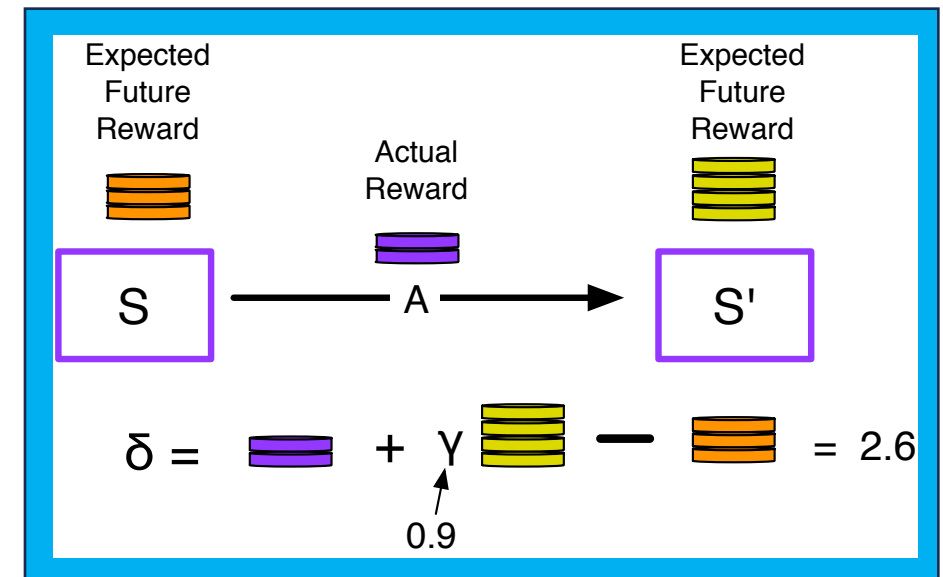 Expected
Future
Reward
Actual
Reward
Expected
Future
Reward
S
A
S'
δ = + γ − = 2.6
0.9